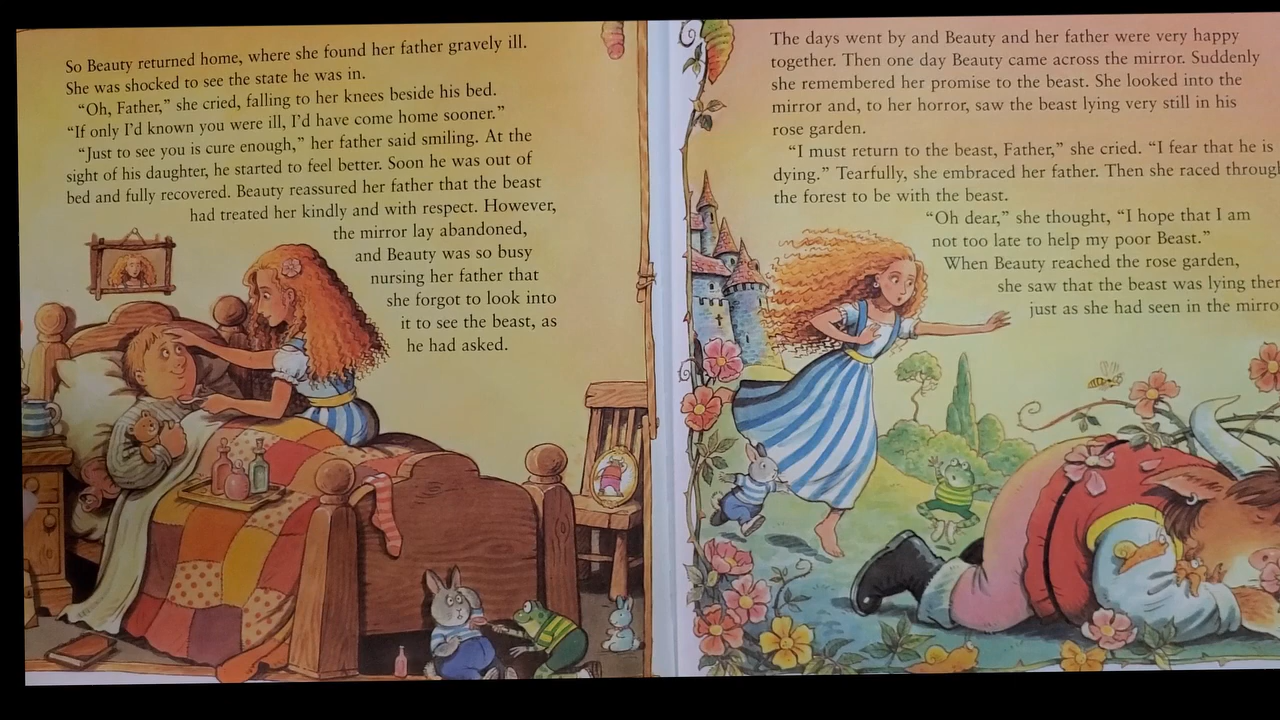 So Beauty returned home, where she found her father gravely ill.
She was shocked to see the state he was in.
“Oh, Father,” she cried, falling to her knees beside his bed.
“If only I’d known you were ill, I’d have come home sooner.”
“Just to see you is cure enough,” her father said smiling. At the
sight of his daughter, he started to feel better. Soon he was out of
bed and fully recovered. Beauty reassured her father that the beast
had treated her kindly and with respect. However,
the mirror lay abandoned,
and Beauty was so busy
nursing her father that
she forgot to look into
it to see the beast, as
he had asked.
The days went by and Beauty and her father were very happy
together. Then one day Beauty came across the mirror. Suddenly
she remembered her promise to the beast. She looked into the
mirror and, to her horror, saw the beast lying very still in his
rose garden.
“I must return to the beast, Father,” she cried. “I fear that he is
dying.” Tearfully, she embraced her father. Then she raced through
the forest to be with the beast.
“Oh dear,” she thought, “I hope that I am
not too late to help my poor Beast.”
When Beauty reached the rose garden,
she saw that the beast was lying ther
just as she had seen in the mirro